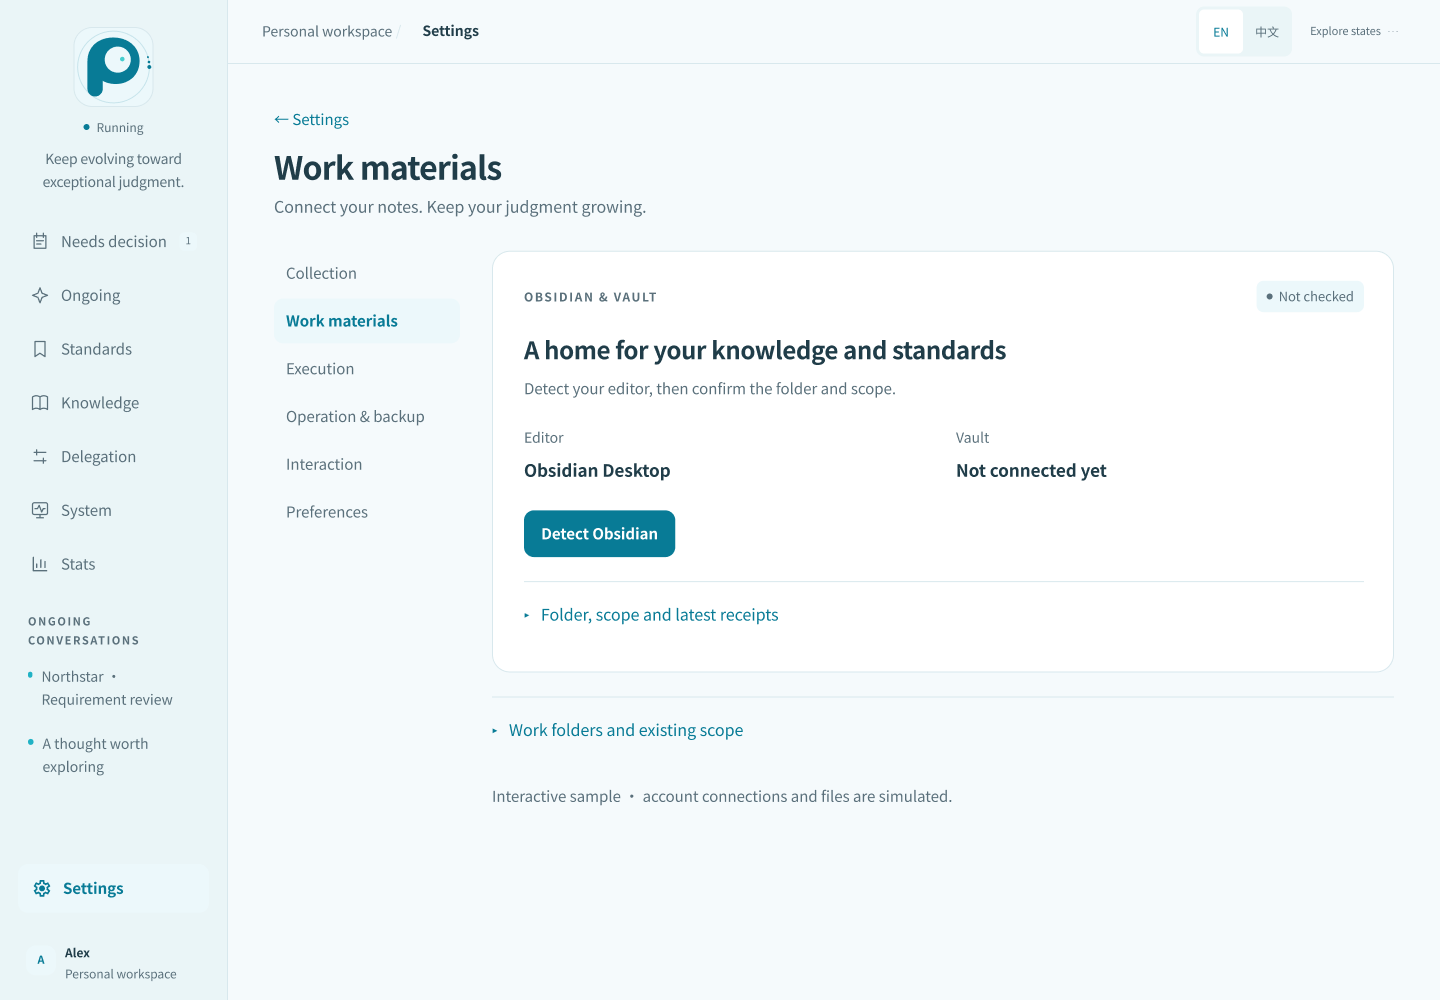 Running
Keep evolving toward
exceptional judgment.
Needs decision 1
Ongoing
Standards
Knowledge
Delegation
System
Stats
ONGOING
CONVERSATIONS
Northstar •
Requirement review
A thought worth
exploring
Settings
A
Alex
Personal workspace
Personal workspace / Settings
EN 中文 Explore states ···
← Settings
Work materials
Connect your notes. Keep your judgment growing.
Collection
Work materials
Execution
Operation & backup
Interaction
Preferences
OBSIDIAN & VAULT
Not checked
A home for your knowledge and standards
Detect your editor, then confirm the folder and scope.
Editor
Obsidian Desktop
Vault
Not connected yet
Detect Obsidian
Folder, scope and latest receipts
Work folders and existing scope
Interactive sample • account connections and files are simulated.